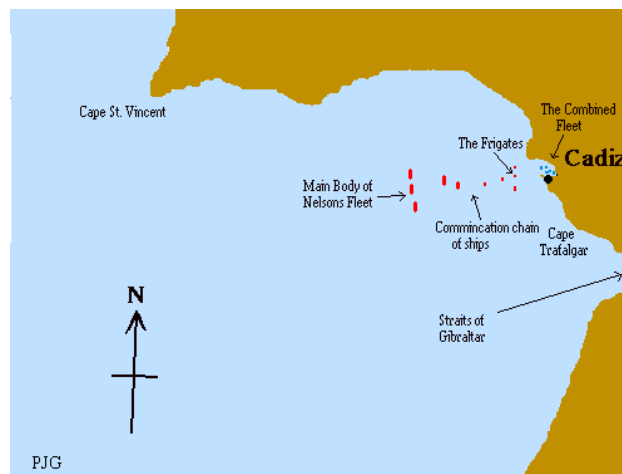 Cape St. Vincent
The Combined
Fleet
The Frigates
Cadiz
Main Body of
Nelsons Fleet
Commincation chain
of ships
Cape
Trafalgar
N
Straits of
Gibraltar
PJG